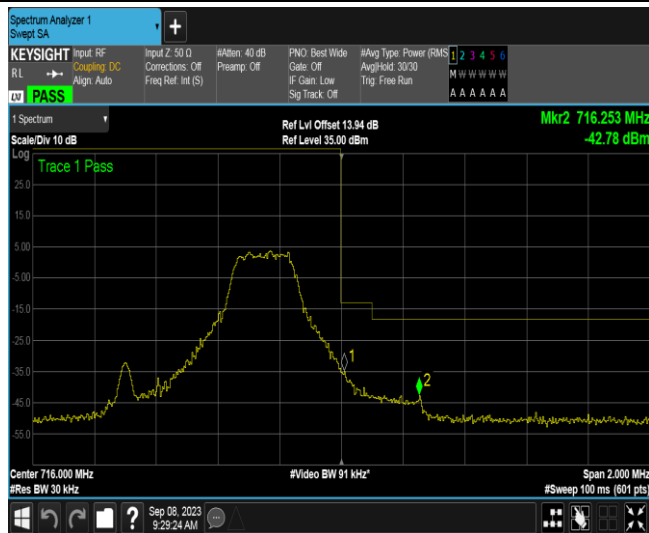 Spectrum Analyzer 1
Swept SA
+
KEYSIGHT
RL
PASS
Input: RF
Coupling: DC
Align: Auto
Input Z: 50 Ω
Corrections: Off
Freq Ref: Int (S)
#Atten: 40 dB
Preamp: Off
PNO: Best Wide
Gate: Off
IF Gain: Low
Sig Track: Off
#Avg Type: Power (RMS
Avg|Hold: 30/30
Trig: Free Run
1 2 3 4 5 6
M W W W W W
A A A A A A
1 Spectrum
Scale/Div 10 dB
Log
Ref Lvl Offset 13.94 dB
Ref Level 35.00 dBm
Mkr2 716.253 MHz
-42.78 dBm
Trace 1 Pass
25.0
15.0
5.00
-5.00
-15.0
-25.0
-35.0
-45.0
-55.0
1
2
Center 716.000 MHz
#Res BW 30 kHz
#Video BW 91 kHz*
Span 2.000 MHz
#Sweep 100 ms (601 pts)
?
Sep 08, 2023
9:29:24 AM